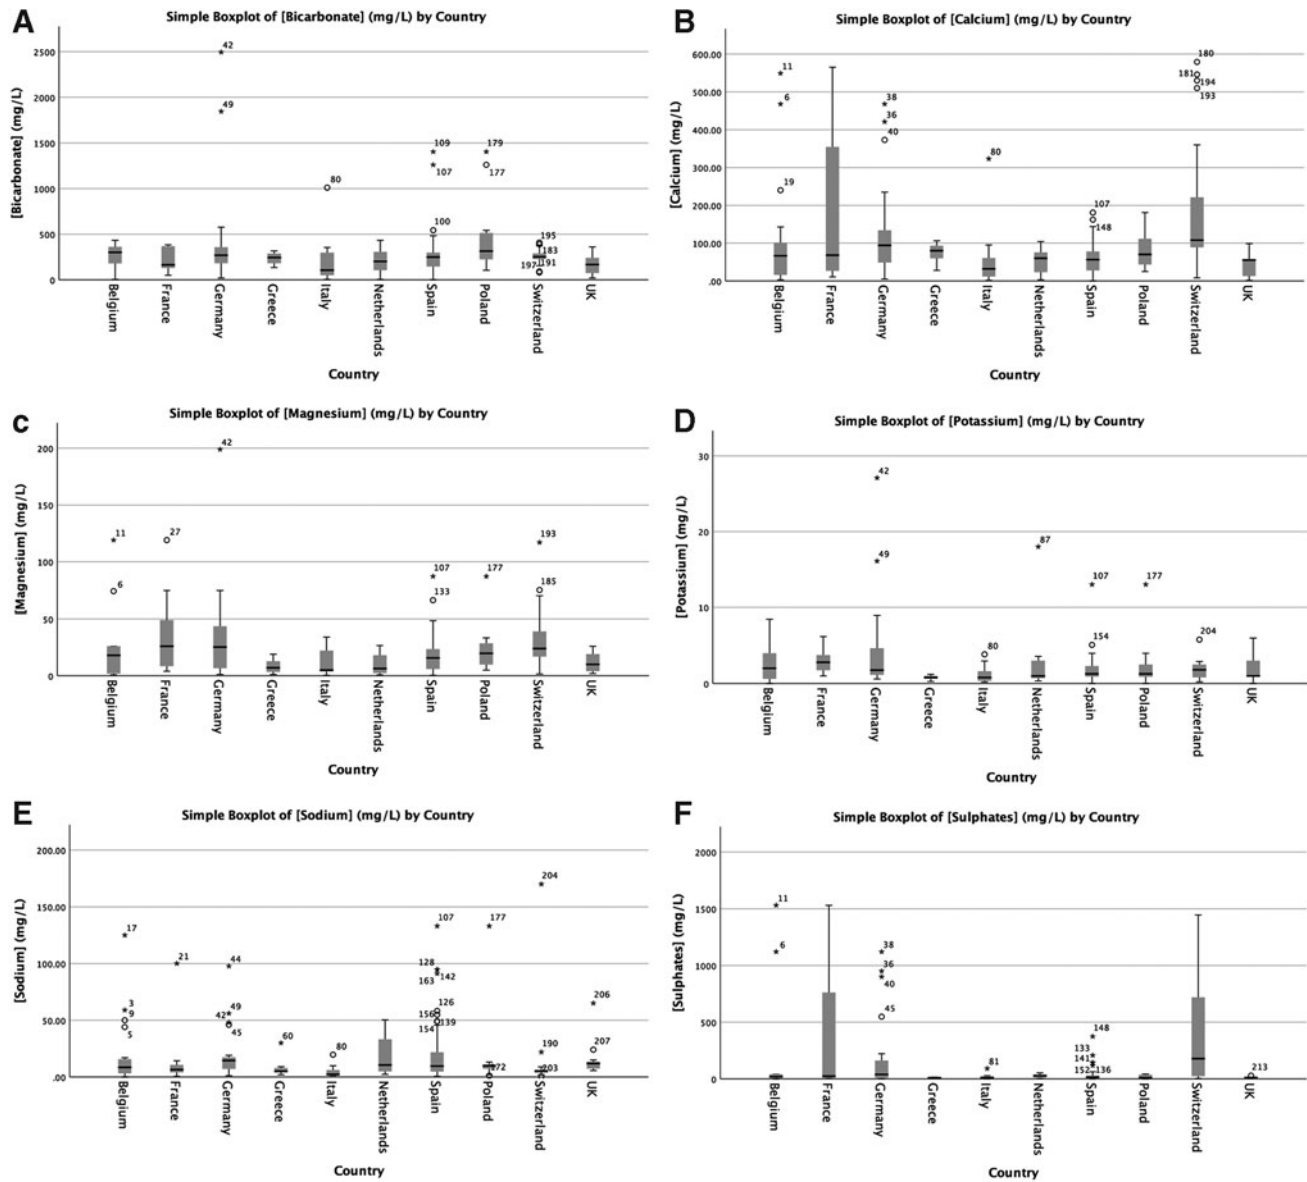 A
Simple Boxplot of [Bicarbonate] (mg/L) by Country
[Bicarbonate] (mg/L)
2500
2000
1500
1000
500
0
42
49
80
109
107
100
179
177
195
183
197
191
Belgium
France
Germany
Greece
Italy
Netherlands
Spain
Poland
Switzerland
UK
Country
B
Simple Boxplot of [Calcium] (mg/L) by Country
[Calcium] (mg/L)
600.00
500.00
400.00
300.00
200.00
100.00
.00
11
6
19
38
36
40
80
107
148
180
181
194
193
Belgium
France
Germany
Greece
Italy
Netherlands
Spain
Poland
Switzerland
UK
Country
C
Simple Boxplot of [Magnesium] (mg/L) by Country
[Magnesium] (mg/L)
200
150
100
50
0
11
6
27
42
107
133
177
193
185
Belgium
France
Germany
Greece
Italy
Netherlands
Spain
Poland
Switzerland
UK
Country
D
Simple Boxplot of [Potassium] (mg/L) by Country
[Potassium] (mg/L)
30
20
10
0
42
49
80
87
107
154
177
204
Belgium
France
Germany
Greece
Italy
Netherlands
Spain
Poland
Switzerland
UK
Country
E
Simple Boxplot of [Sodium] (mg/L) by Country
[Sodium] (mg/L)
200.00
150.00
100.00
50.00
.00
17
3
9
5
21
44
49
42
45
60
80
107
128
142
163
126
156
139
154
177
172
204
190
203
206
207
Belgium
France
Germany
Greece
Italy
Netherlands
Spain
Poland
Switzerland
UK
Country
F
Simple Boxplot of [Sulphates] (mg/L) by Country
[Sulphates] (mg/L)
2000
1500
1000
500
0
11
6
38
36
40
45
81
148
133
141
152
136
213
Belgium
France
Germany
Greece
Italy
Netherlands
Spain
Poland
Switzerland
UK
Country